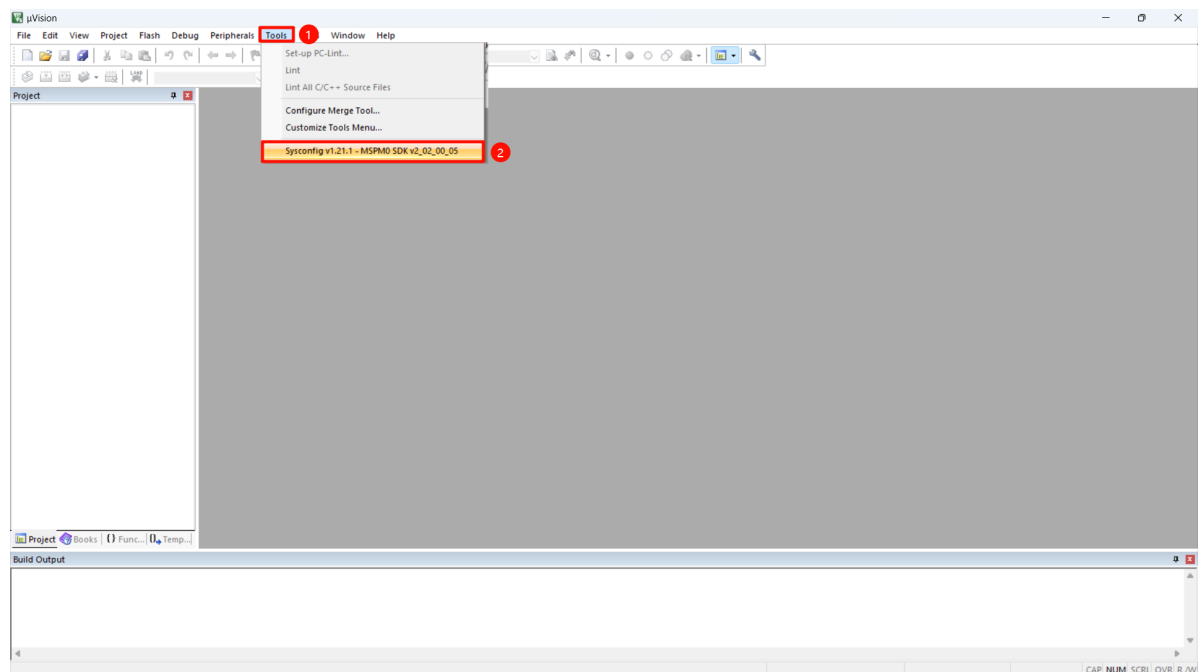 µVision
File Edit View Project Flash Debug Peripherals Tools 1 Window Help
Set-up PC-Lint...
Lint
Lint All C/C++ Source Files
Configure Merge Tool...
Customize Tools Menu...
Sysconfig v1.21.1 - MSPM0 SDK v2_02_00_05 2
LOAD
Project
Project Books {} Func... 0 Temp...
Build Output
CAP NUM SCRL OVR R/W